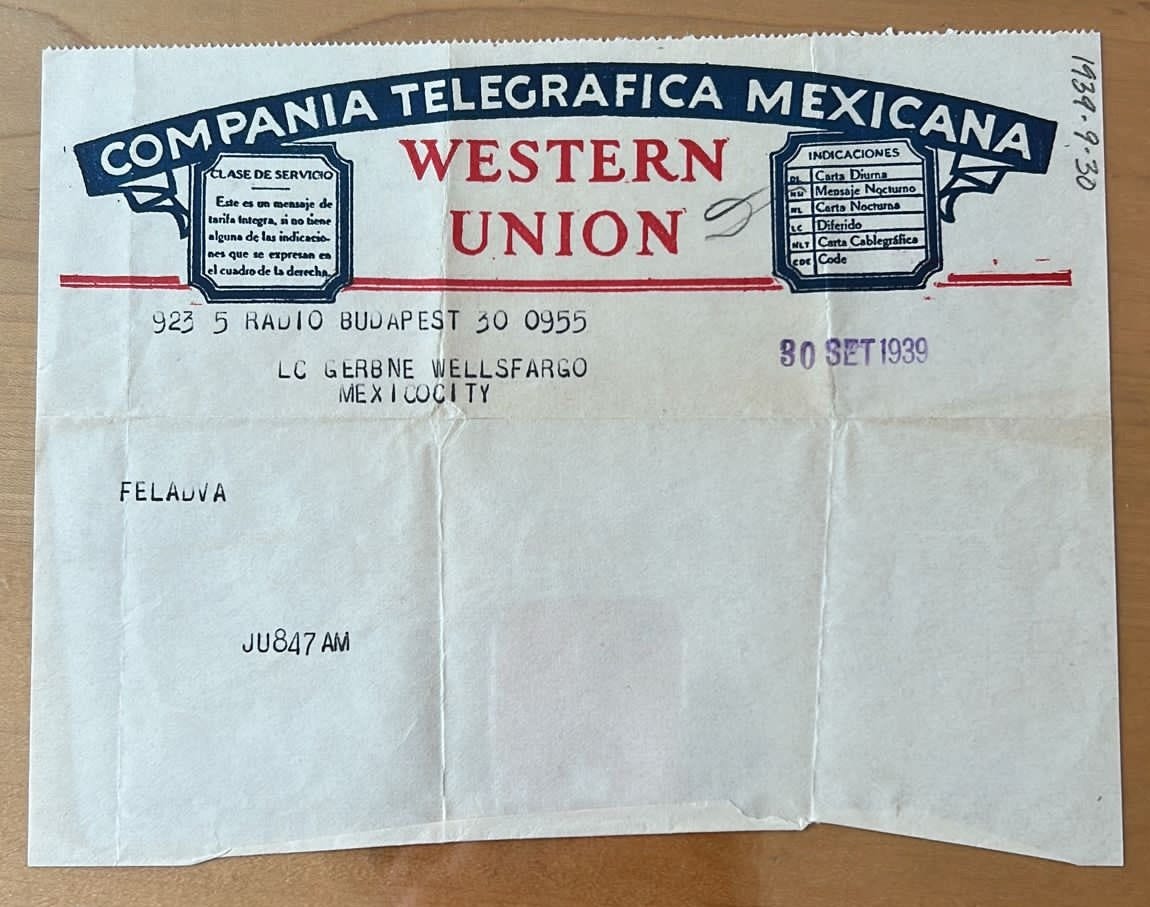 COMPANIA TELEGRAFICA MEXICANA
WESTERN
UNION
CLASE DE SERVICIO
Este es un mensaje de
tarifa íntegra, si no tiene
alguna de las indicacio-
nes que se expresan en
el cuadro de la derecha.
INDICACIONES
DL Carta Diurna
NM Mensaje Nocturno
NL Carta Nocturna
LC Diferido
NLT Carta Cablegráfica
CDE Code
1939.9.30
923 5 RADIO BUDAPEST 30 0955
30 SET 1939
LC GERBNE WELLSFARGO
MEXICOCITY
FELADVA
JU847AM